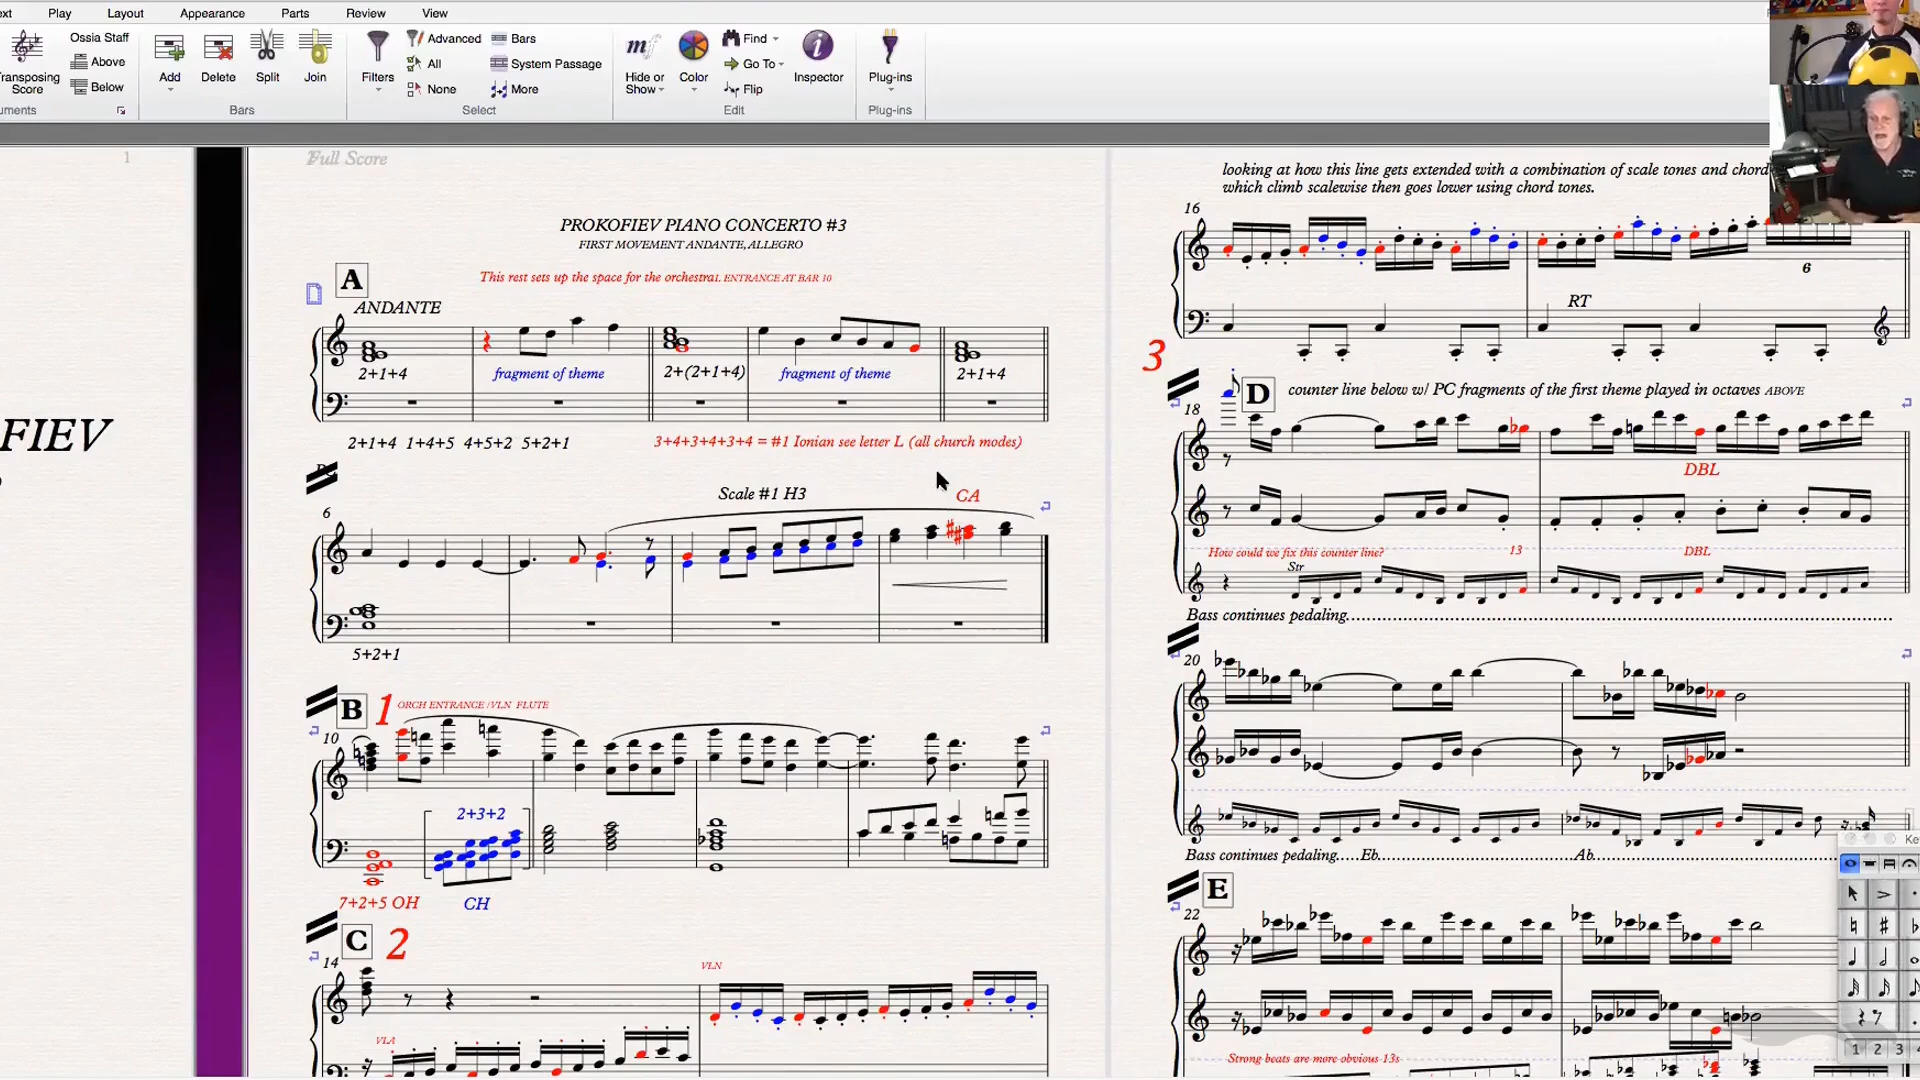 Play Layout Appearance Parts Review View
Transposing Score
Ossia Staff
Above
Below
Add Delete Split Join
Bars
Filters
Advanced
All
None
Bars
System Passage
More
Select
Hide or Show
Color
Find
Go To
Flip
Edit
Inspector
Plug-ins
Plug-ins
1
FIEV
Full Score
PROKOFIEV PIANO CONCERTO #3
FIRST MOVEMENT ANDANTE, ALLEGRO
This rest sets up the space for the orchestral ENTRANCE AT BAR 10
A
ANDANTE
2+1+4 fragment of theme 2+(2+1+4) fragment of theme 2+1+4
2+1+4 1+4+5 4+5+2 5+2+1
3+4+3+4+3+4 = #1 Ionian see letter L (all church modes)
Scale #1 H3 CA
6
5+2+1
B 1 ORCH ENTRANCE /VLN FLUTE
10
2+3+2
7+2+5 OH CH
C 2
14
VLN
VLA
looking at how this line gets extended with a combination of scale tones and chord
which climb scalewise then goes lower using chord tones.
16
6
RT
3
D counter line below w/ PC fragments of the first theme played in octaves ABOVE
18
DBL
How could we fix this counter line? 13 DBL
Str
Bass continues pedaling
20
Bass continues pedaling....Eb Ab
E
22
Strong beats are more obvious 13s
Ke
1 2 3